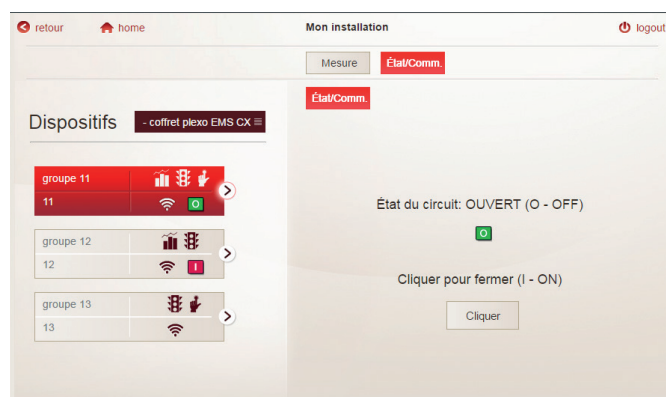 retour home Mon installation logout
Mesure État/Comm.
État/Comm.
Dispositifs - coffret plexo EMS CX
groupe 11
11 O
groupe 12
12 I
groupe 13
13
État du circuit: OUVERT (O - OFF)
O
Cliquer pour fermer (I - ON)
Cliquer